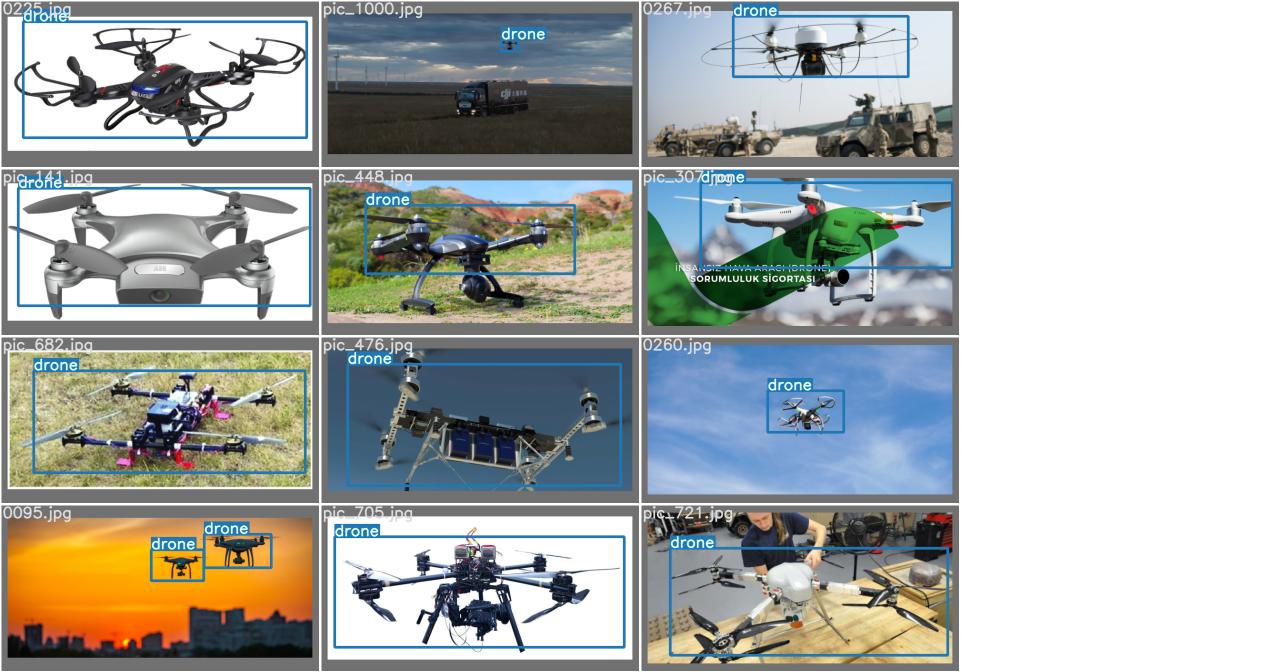 0225.jpg
drone
pic_1000.jpg
drone
dji
0267.jpg
drone
pic_141.jpg
drone
pic_448.jpg
drone
pic_307.jpg
drone
İNSANSIZ HAVA ARACI (DRONE)
SORUMLULUK SİGORTASI
pic_682.jpg
drone
pic_476.jpg
drone
0260.jpg
drone
0095.jpg
drone
drone
pic_705.jpg
drone
pic_721.jpg
drone